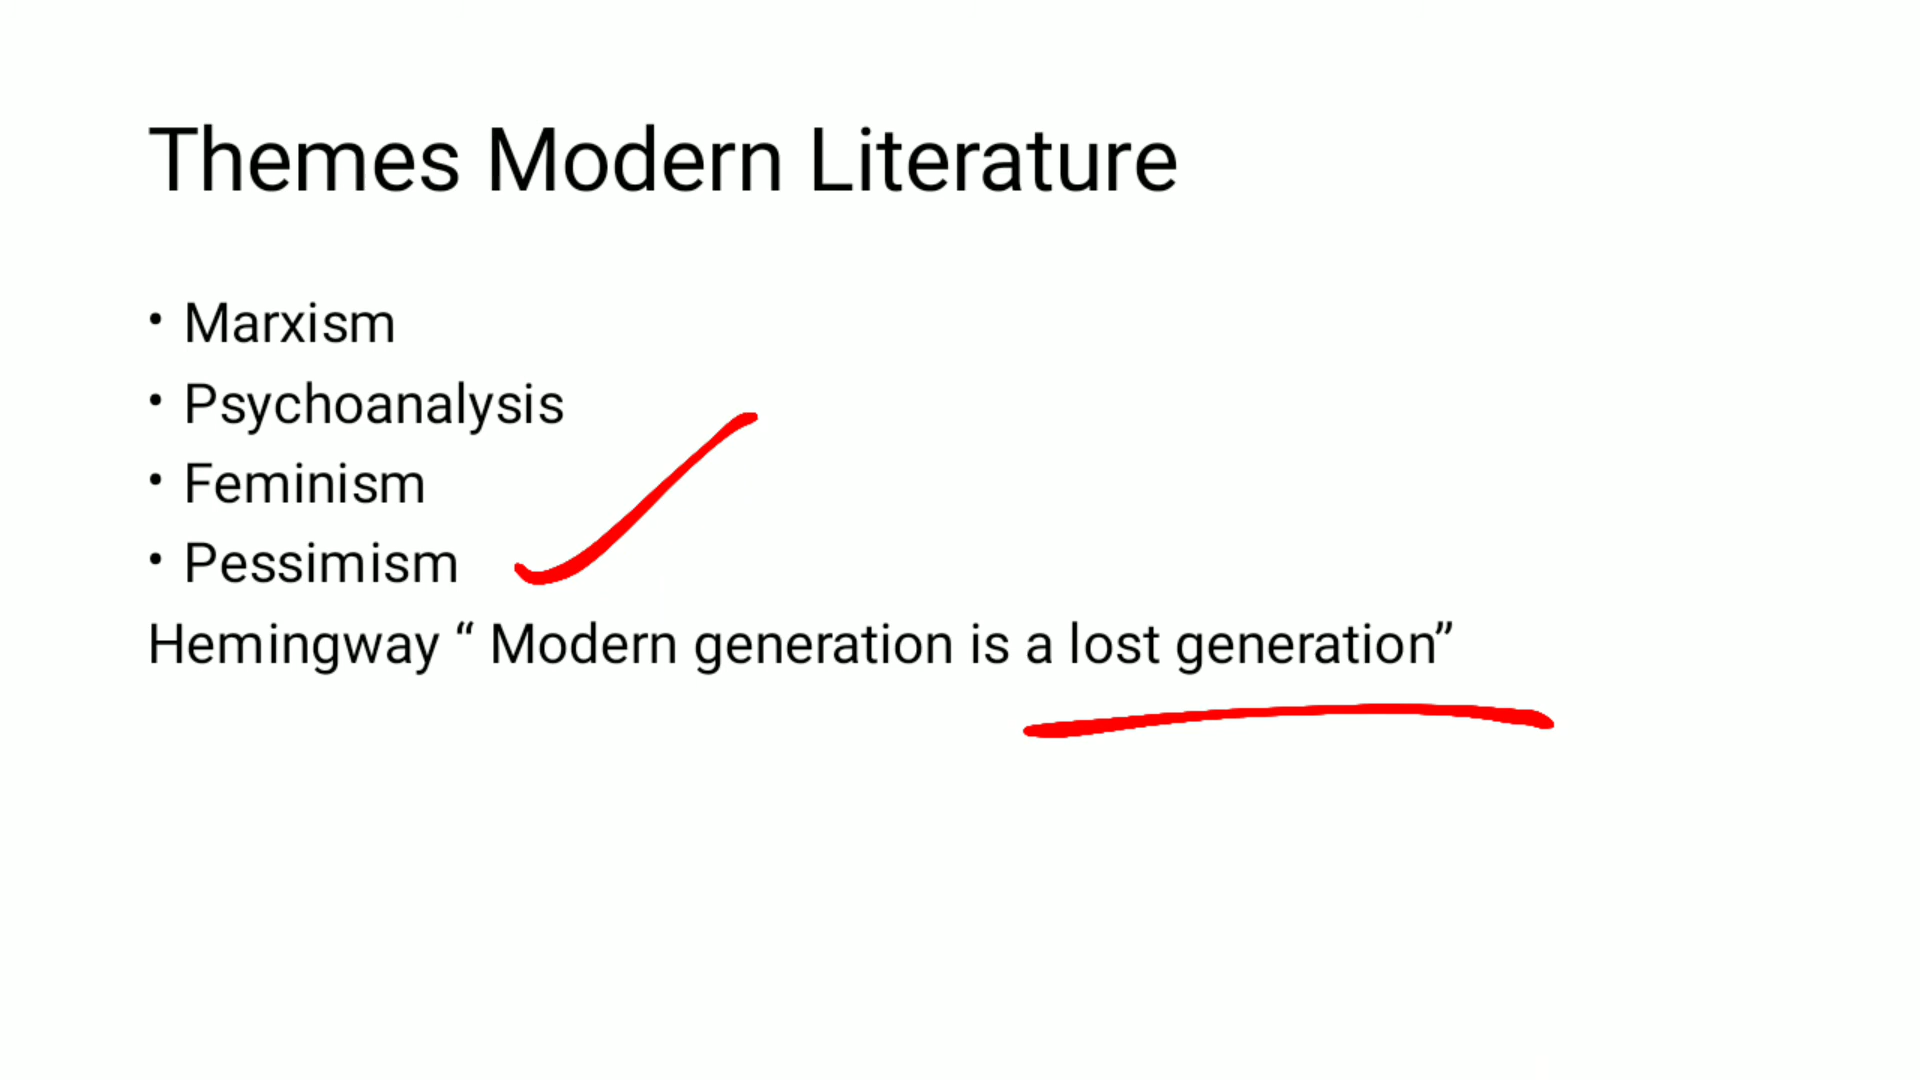 Themes Modern Literature
• Marxism
• Psychoanalysis
• Feminism
• Pessimism
Hemingway “ Modern generation is a lost generation”